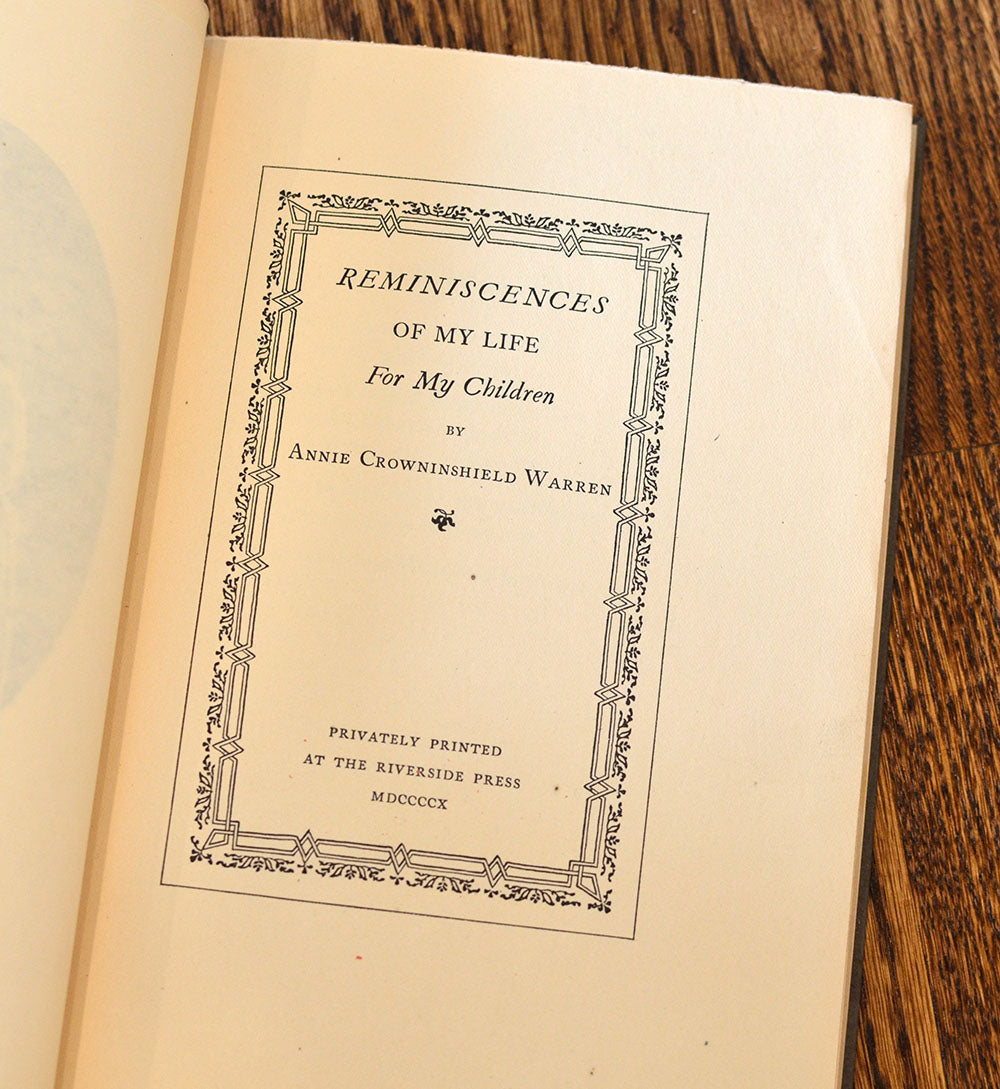 REMINISCENCES
OF MY LIFE
For My Children
BY
ANNIE CROWNINSHIELD WARREN
PRIVATELY PRINTED
AT THE RIVERSIDE PRESS
MDCCCCX